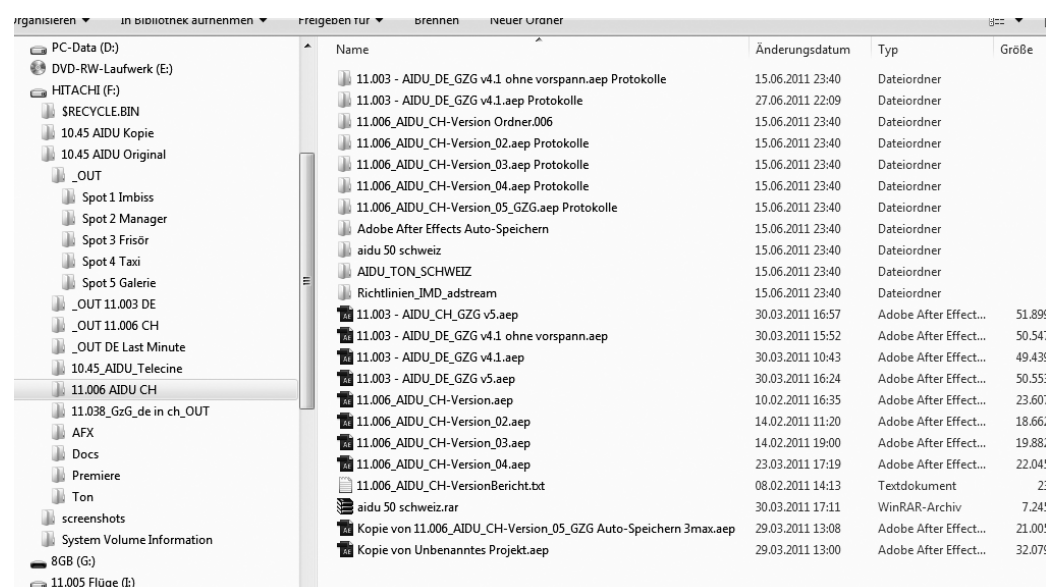 Organisieren ▼ In Bibliothek aufnehmen ▼ Freigeben für ▼ Brennen Neuer Ordner
PC-Data (D:)
DVD-RW-Laufwerk (E:)
HITACHI (F:)
$RECYCLE.BIN
10.45 AIDU Kopie
10.45 AIDU Original
_OUT
Spot 1 Imbiss
Spot 2 Manager
Spot 3 Frisör
Spot 4 Taxi
Spot 5 Galerie
_OUT 11.003 DE
_OUT 11.006 CH
_OUT DE Last Minute
10.45_AIDU_Telecine
11.006 AIDU CH
11.038_GzG_de in ch_OUT
AFX
Docs
Premiere
Ton
screenshots
System Volume Information
8GB (G:)
11.005 Flüge (I:)
Name Änderungsdatum Typ Größe
11.003 - AIDU_DE_GZG v4.1 ohne vorspann.aep Protokolle 15.06.2011 23:40 Dateiordner
11.003 - AIDU_DE_GZG v4.1.aep Protokolle 27.06.2011 22:09 Dateiordner
11.006_AIDU_CH-Version Ordner.006 15.06.2011 23:40 Dateiordner
11.006_AIDU_CH-Version_02.aep Protokolle 15.06.2011 23:40 Dateiordner
11.006_AIDU_CH-Version_03.aep Protokolle 15.06.2011 23:40 Dateiordner
11.006_AIDU_CH-Version_04.aep Protokolle 15.06.2011 23:40 Dateiordner
11.006_AIDU_CH-Version_05_GZG.aep Protokolle 15.06.2011 23:40 Dateiordner
Adobe After Effects Auto-Speichern 15.06.2011 23:40 Dateiordner
aidu 50 schweiz 15.06.2011 23:40 Dateiordner
AIDU_TON_SCHWEIZ 15.06.2011 23:40 Dateiordner
Richtlinien_IMD_adstream 15.06.2011 23:40 Dateiordner
11.003 - AIDU_CH_GZG v5.aep 30.03.2011 16:57 Adobe After Effect... 51.899
11.003 - AIDU_DE_GZG v4.1 ohne vorspann.aep 30.03.2011 15:52 Adobe After Effect... 50.547
11.003 - AIDU_DE_GZG v4.1.aep 30.03.2011 10:43 Adobe After Effect... 49.439
11.003 - AIDU_DE_GZG v5.aep 30.03.2011 16:24 Adobe After Effect... 50.553
11.006_AIDU_CH-Version.aep 10.02.2011 16:35 Adobe After Effect... 23.607
11.006_AIDU_CH-Version_02.aep 14.02.2011 11:20 Adobe After Effect... 18.662
11.006_AIDU_CH-Version_03.aep 14.02.2011 19:00 Adobe After Effect... 19.882
11.006_AIDU_CH-Version_04.aep 23.03.2011 17:19 Adobe After Effect... 22.045
11.006_AIDU_CH-VersionBericht.txt 08.02.2011 14:13 Textdokument 23
aidu 50 schweiz.rar 30.03.2011 17:11 WinRAR-Archiv 7.245
Kopie von 11.006_AIDU_CH-Version_05_GZG Auto-Speichern 3max.aep 29.03.2011 13:08 Adobe After Effect... 21.005
Kopie von Unbenanntes Projekt.aep 29.03.2011 13:00 Adobe After Effect... 32.079